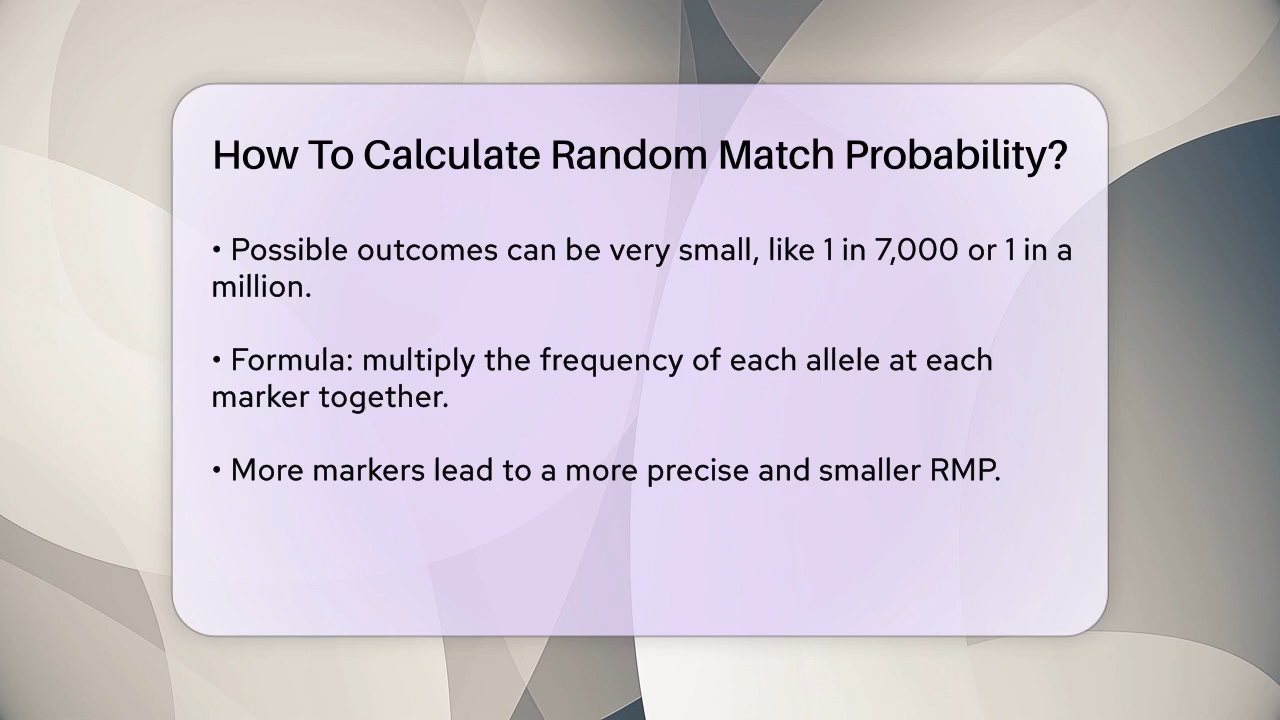 How To Calculate Random Match Probability?
• Possible outcomes can be very small, like 1 in 7,000 or 1 in a
million.
• Formula: multiply the frequency of each allele at each
marker together.
• More markers lead to a more precise and smaller RMP.